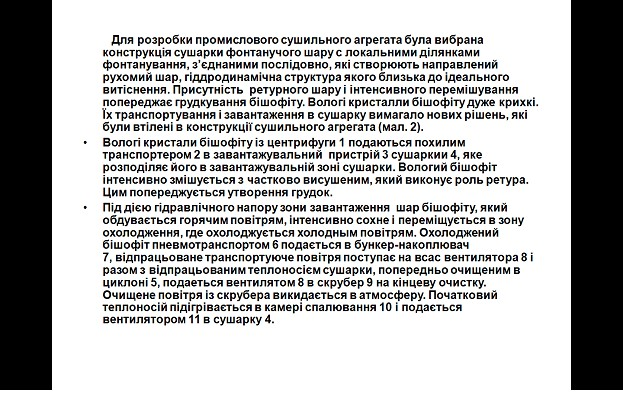 Для розробки промислового сушильного агрегата була вибрана
конструкція сушарки фонтанучого шару с локальними ділянками
фонтанування, з’єднаними послідовно, які створюють направлений
рухомий шар, гіддродинамічна структура якого близька до ідеального
витіснення. Присутність ретурного шару і інтенсивного перемішування
попереджає грудкування бішофіту. Вологі кристалли бішофіту дуже крихкі.
Їх транспортування і завантаження в сушарку вимагало нових рішень, які
були втілені в конструкції сушильного агрегата (мал. 2).
• Вологі кристали бішофіту із центрифуги 1 подаються похилим
транспортером 2 в завантажувальний пристрій 3 сушаркии 4, яке
розподіляє його в завантажувальній зоні сушарки. Вологий бішофіт
інтенсивно змішується з частково висушеним, який виконує роль ретура.
Цим попереджується утворення грудок.
• Під дією гідравлічного напору зони завантаження шар бішофіту, який
обдувається горячим повітрям, інтенсивно сохне і переміщується в зону
охолодження, где охолоджується холодным повітрям. Охолоджений
бішофіт пневмотранспортом 6 подається в бункер-накоплювач
7, відпрацьоване транспортуюче повітря поступає на всас вентилятора 8 і
разом з відпрацьованим теплоносієм сушарки, попередньо очищеним в
циклоні 5, подаеться вентилятом 8 в скрубер 9 на кінцеву очистку.
Очищене повітря із скрубера викидається в атмосферу. Початковий
теплоносій підігрівається в камері спалювання 10 і подається
вентилятором 11 в сушарку 4.